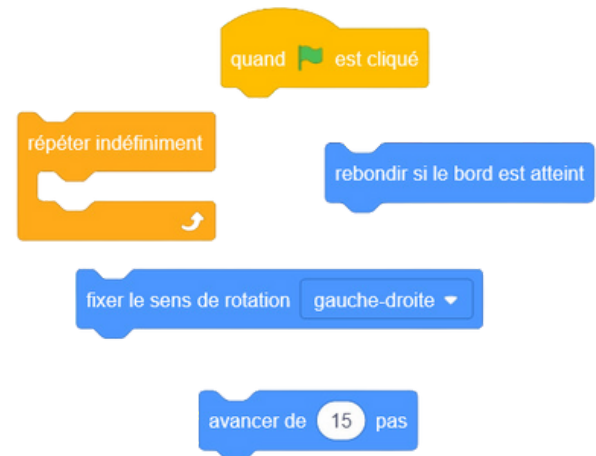 quand est cliqué
répéter indéfiniment
rebondir si le bord est atteint
fixer le sens de rotation gauche-droite
avancer de 15 pas